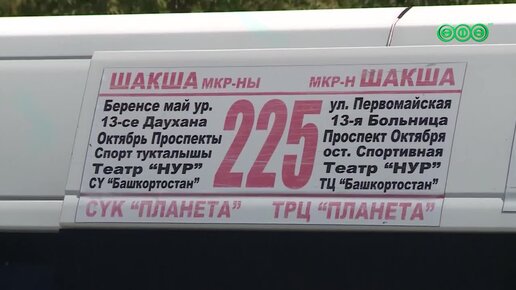 ШАКША МКР-НЫ
Беренсе май ур.
13-се Даухана
Октябрь Проспекты
Спорт тукталышы
Театр "НУР"
СҮ "Башкортостан"
СҮК "ПЛАНЕТА"
225
МКР-Н ШАКША
ул. Первомайская
13-я Больница
Проспект Октября
ост. Спортивная
Театр "НУР"
ТЦ "Башкортостан"
ТРЦ "ПЛАНЕТА"